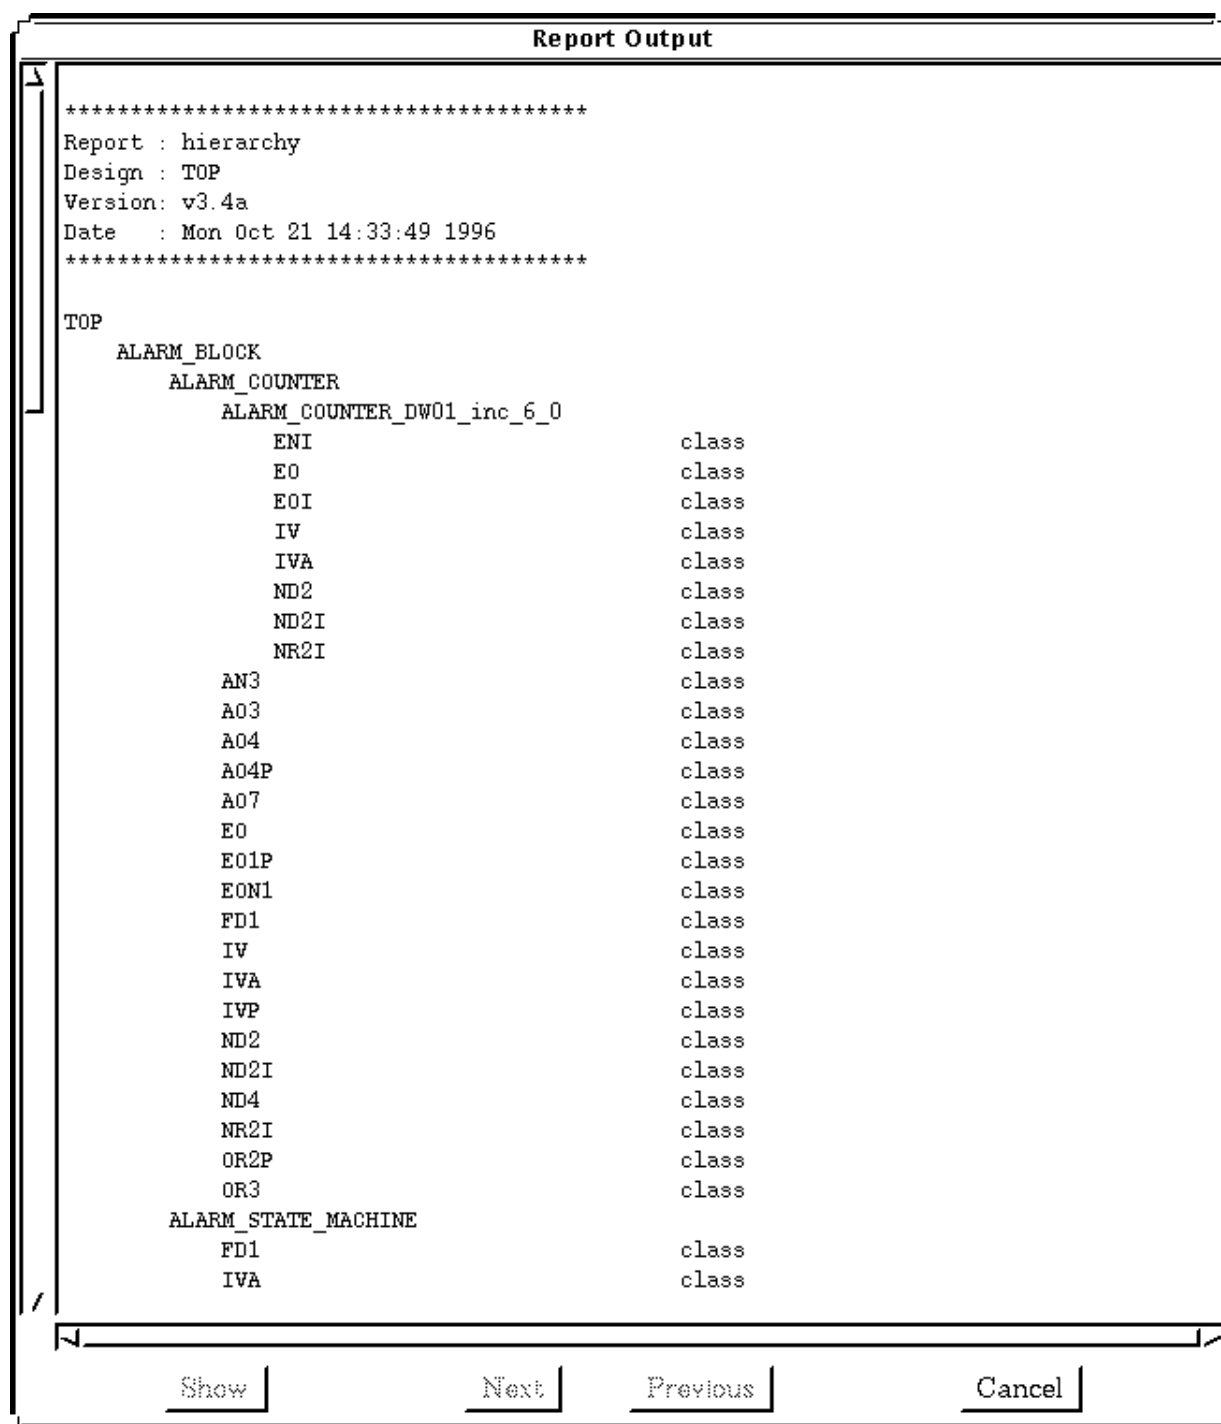 Report Output
****************************************
Report : hierarchy
Design : TOP
Version: v3.4a
Date   : Mon Oct 21 14:33:49 1996
****************************************
TOP
    ALARM_BLOCK
        ALARM_COUNTER
            ALARM_COUNTER_DW01_inc_6_0
                ENI                            class
                EO                             class
                EOI                            class
                IV                             class
                IVA                            class
                ND2                            class
                ND2I                           class
                NR2I                           class
            AN3                                class
            AO3                                class
            AO4                                class
            AO4P                               class
            AO7                                class
            EO                                 class
            EO1P                               class
            EON1                               class
            FD1                                class
            IV                                 class
            IVA                                class
            IVP                                class
            ND2                                class
            ND2I                               class
            ND4                                class
            NR2I                               class
            OR2P                               class
            OR3                                class
        ALARM_STATE_MACHINE
            FD1                                class
            IVA                                class
Show Next Previous Cancel